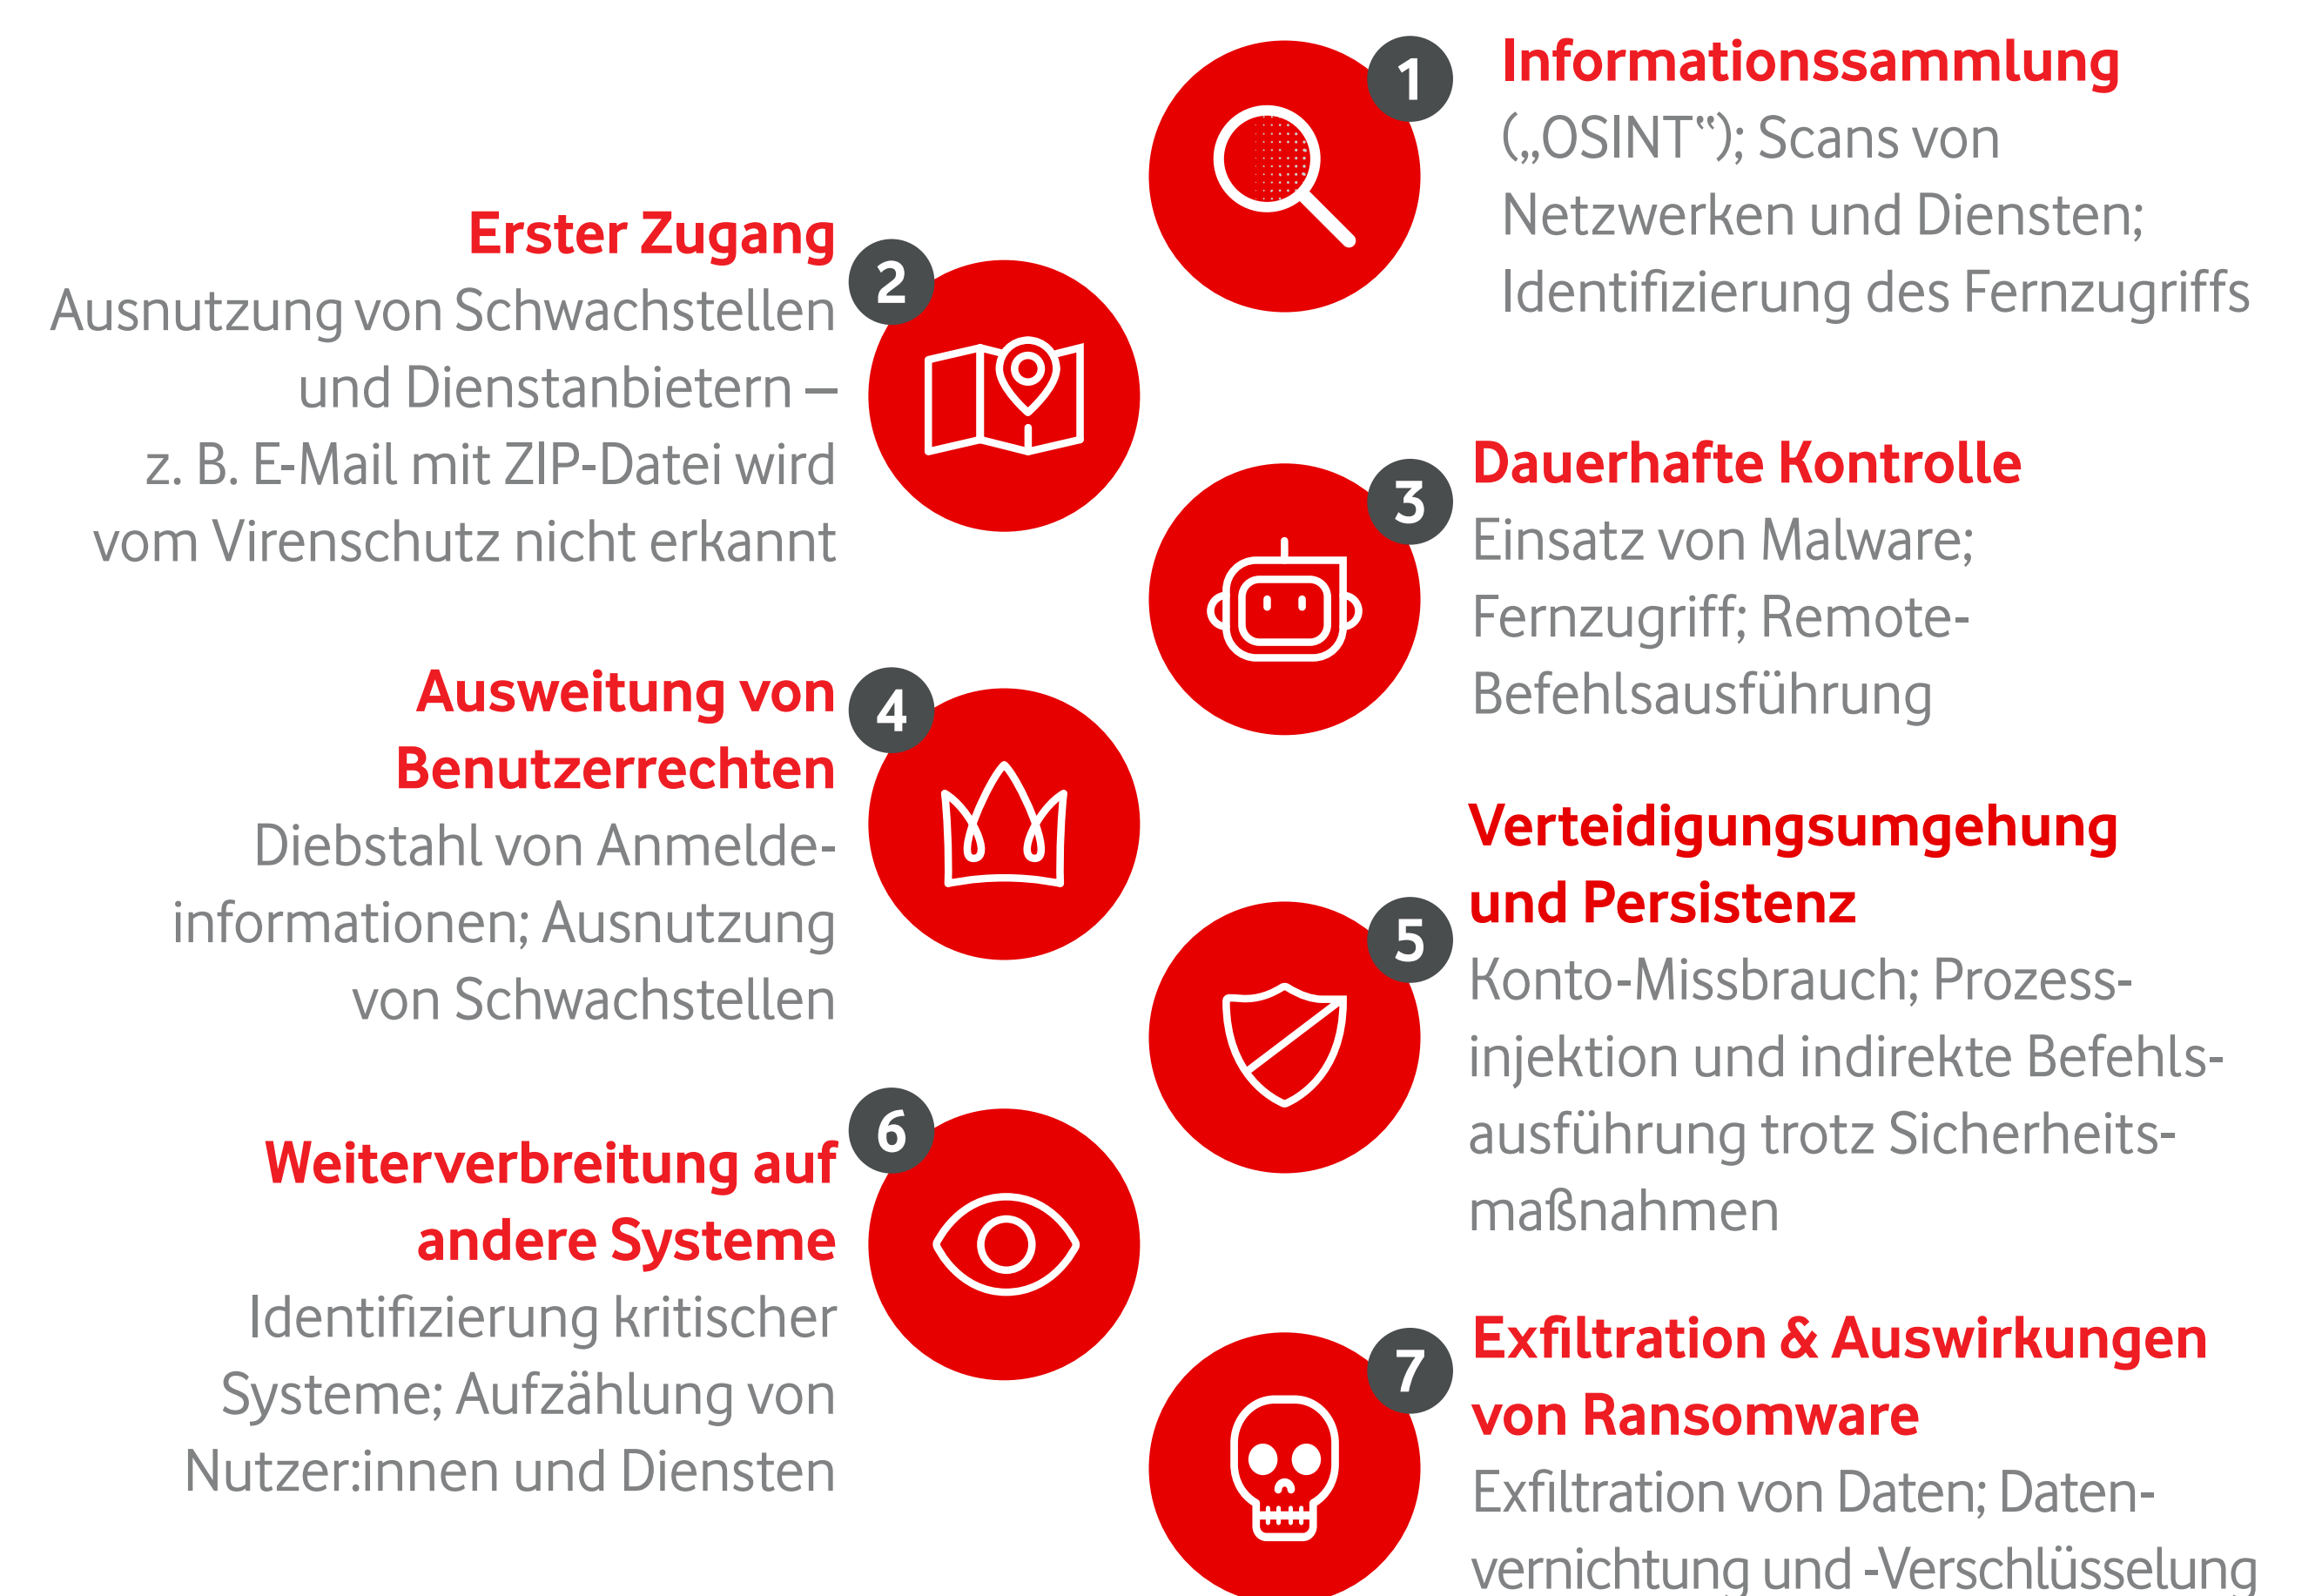 1
Informationssammlung
(„OSINT“); Scans von
Netzwerken und Diensten;
Identifizierung des Fernzugriffs
2
Erster Zugang
Ausnutzung von Schwachstellen
und Dienstanbietern –
z. B. E-Mail mit ZIP-Datei wird
vom Virenschutz nicht erkannt
3
Dauerhafte Kontrolle
Einsatz von Malware;
Fernzugriff; Remote-
Befehlsausführung
4
Ausweitung von
Benutzerrechten
Diebstahl von Anmelde-
informationen; Ausnutzung
von Schwachstellen
5
Verteidigungsumgehung
und Persistenz
Konto-Missbrauch; Prozess-
injektion und indirekte Befehls-
ausführung trotz Sicherheits-
maßnahmen
6
Weiterverbreitung auf
andere Systeme
Identifizierung kritischer
Systeme; Aufzählung von
Nutzer:innen und Diensten
7
Exfiltration & Auswirkungen
von Ransomware
Exfiltration von Daten; Daten-
vernichtung und -Verschlüsselung